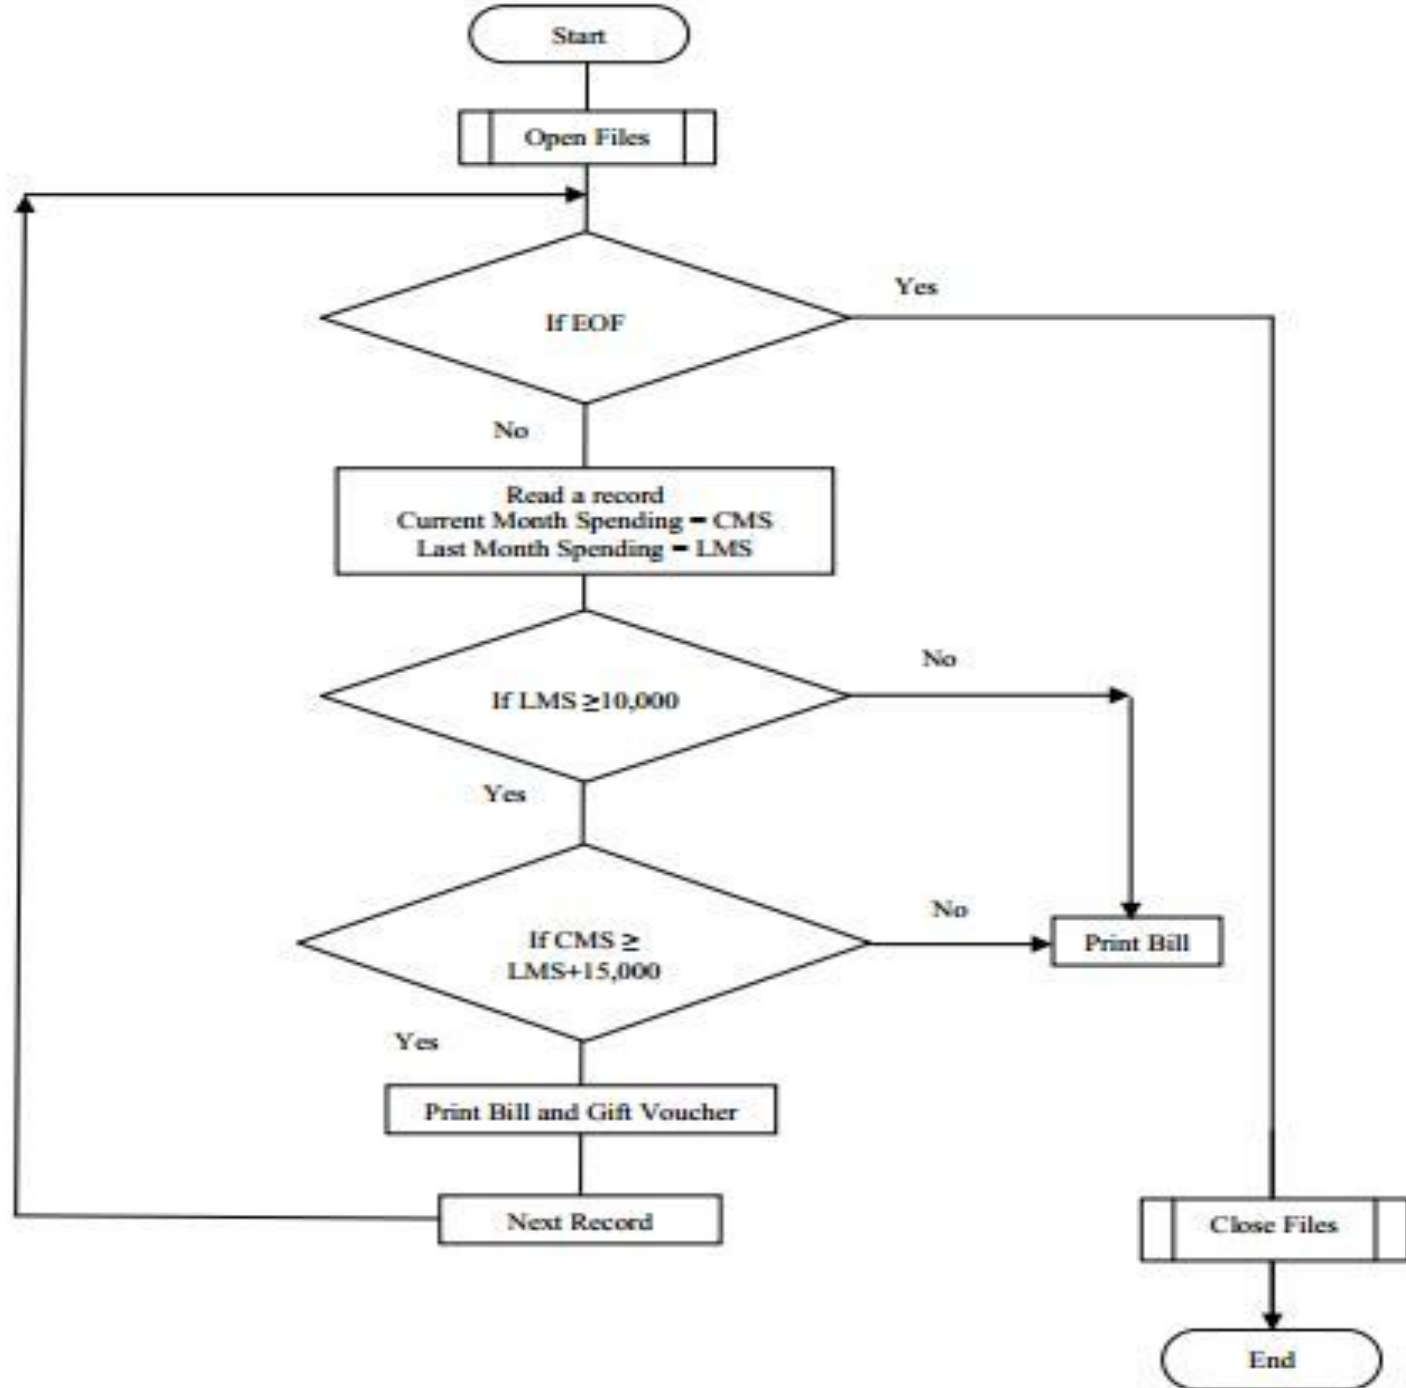 Start
Open Files
If EOF
Yes
No
Read a record
Current Month Spending = CMS
Last Month Spending = LMS
If LMS ≥10,000
No
Yes
If CMS ≥
LMS+15,000
No
Print Bill
Yes
Print Bill and Gift Voucher
Next Record
Close Files
End